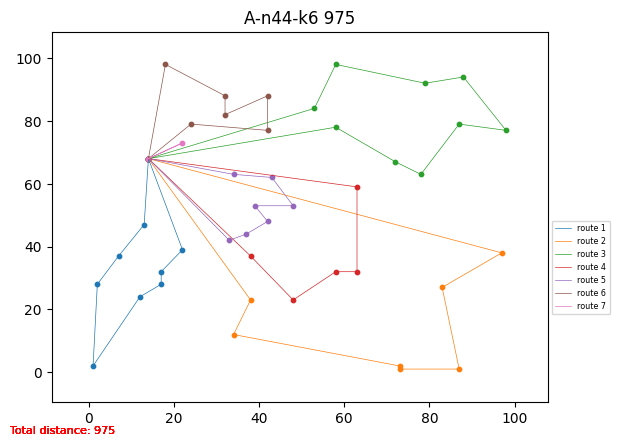 A-n44-k6 975
100
80
60
40
20
0
0 20 40 60 80 100
route 1
route 2
route 3
route 4
route 5
route 6
route 7
Total distance: 975